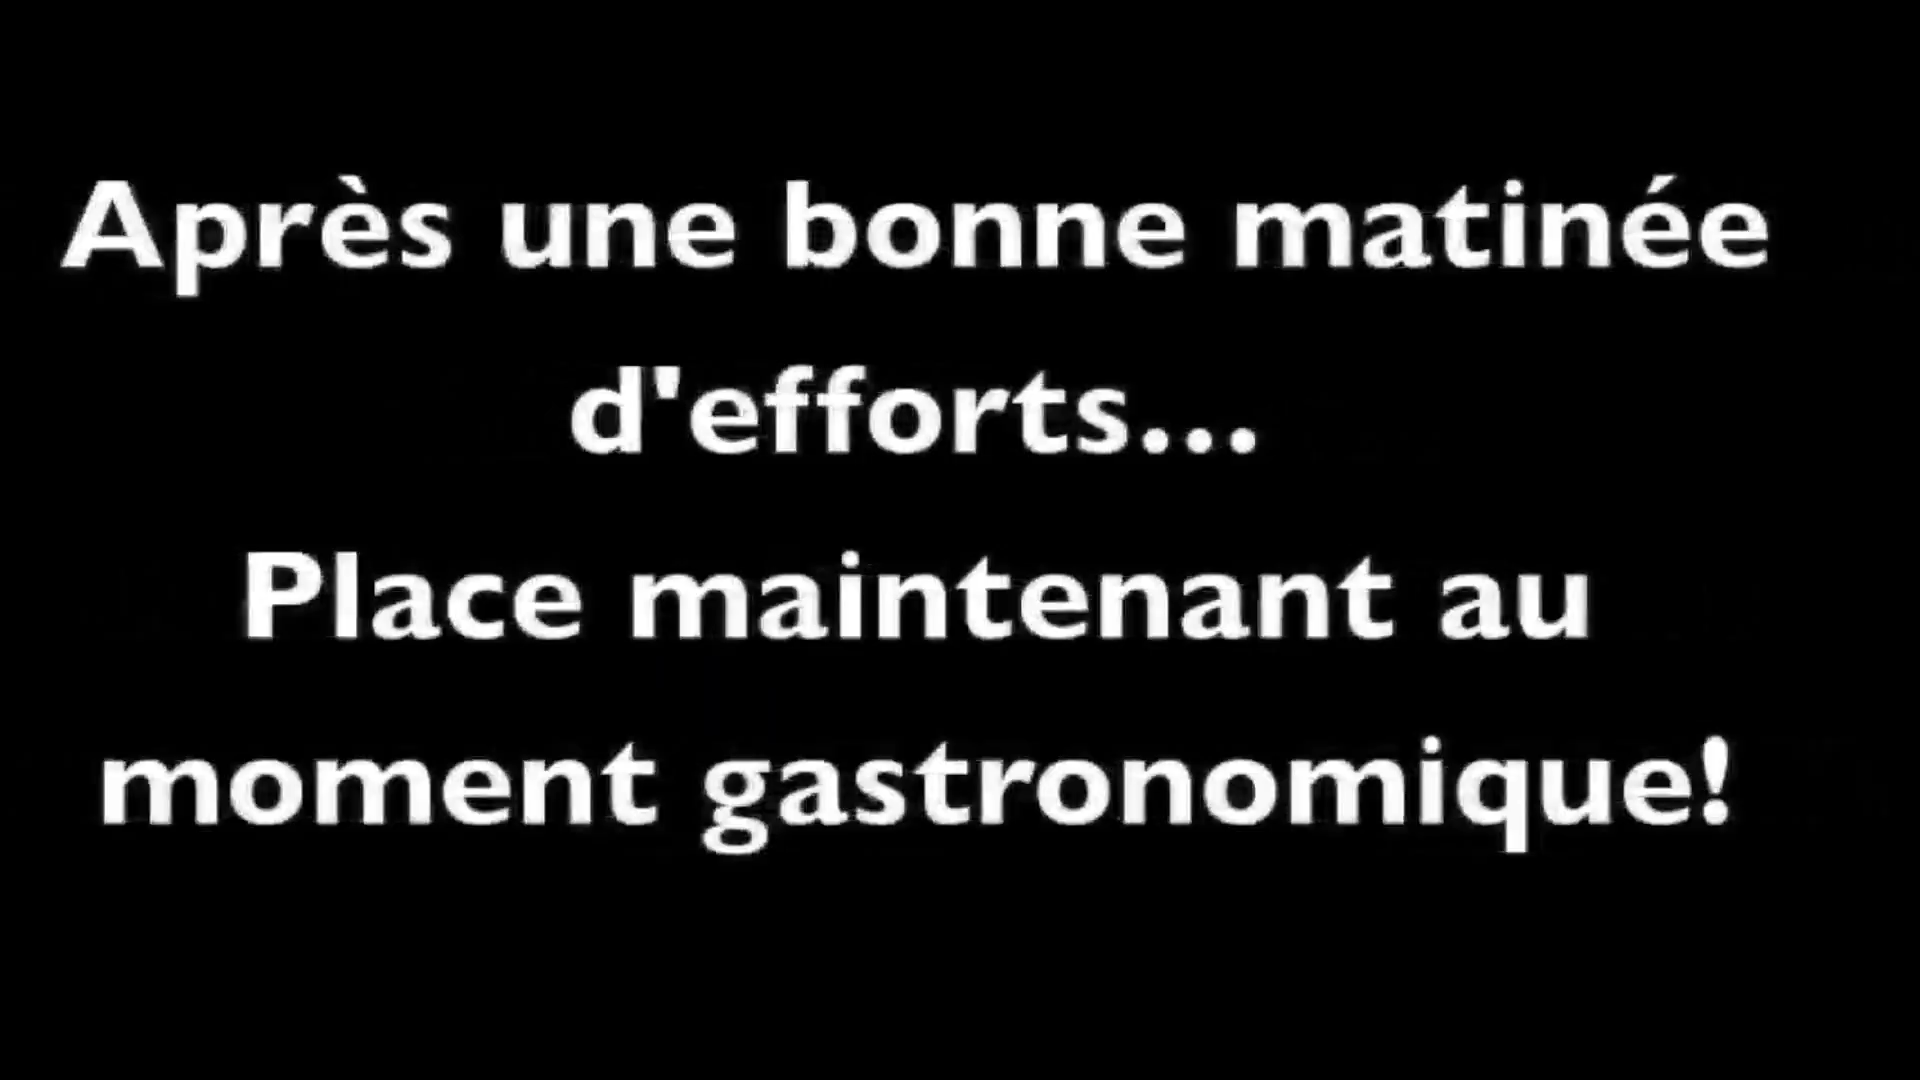 Après une bonne matinée
d'efforts...
Place maintenant au
moment gastronomique!